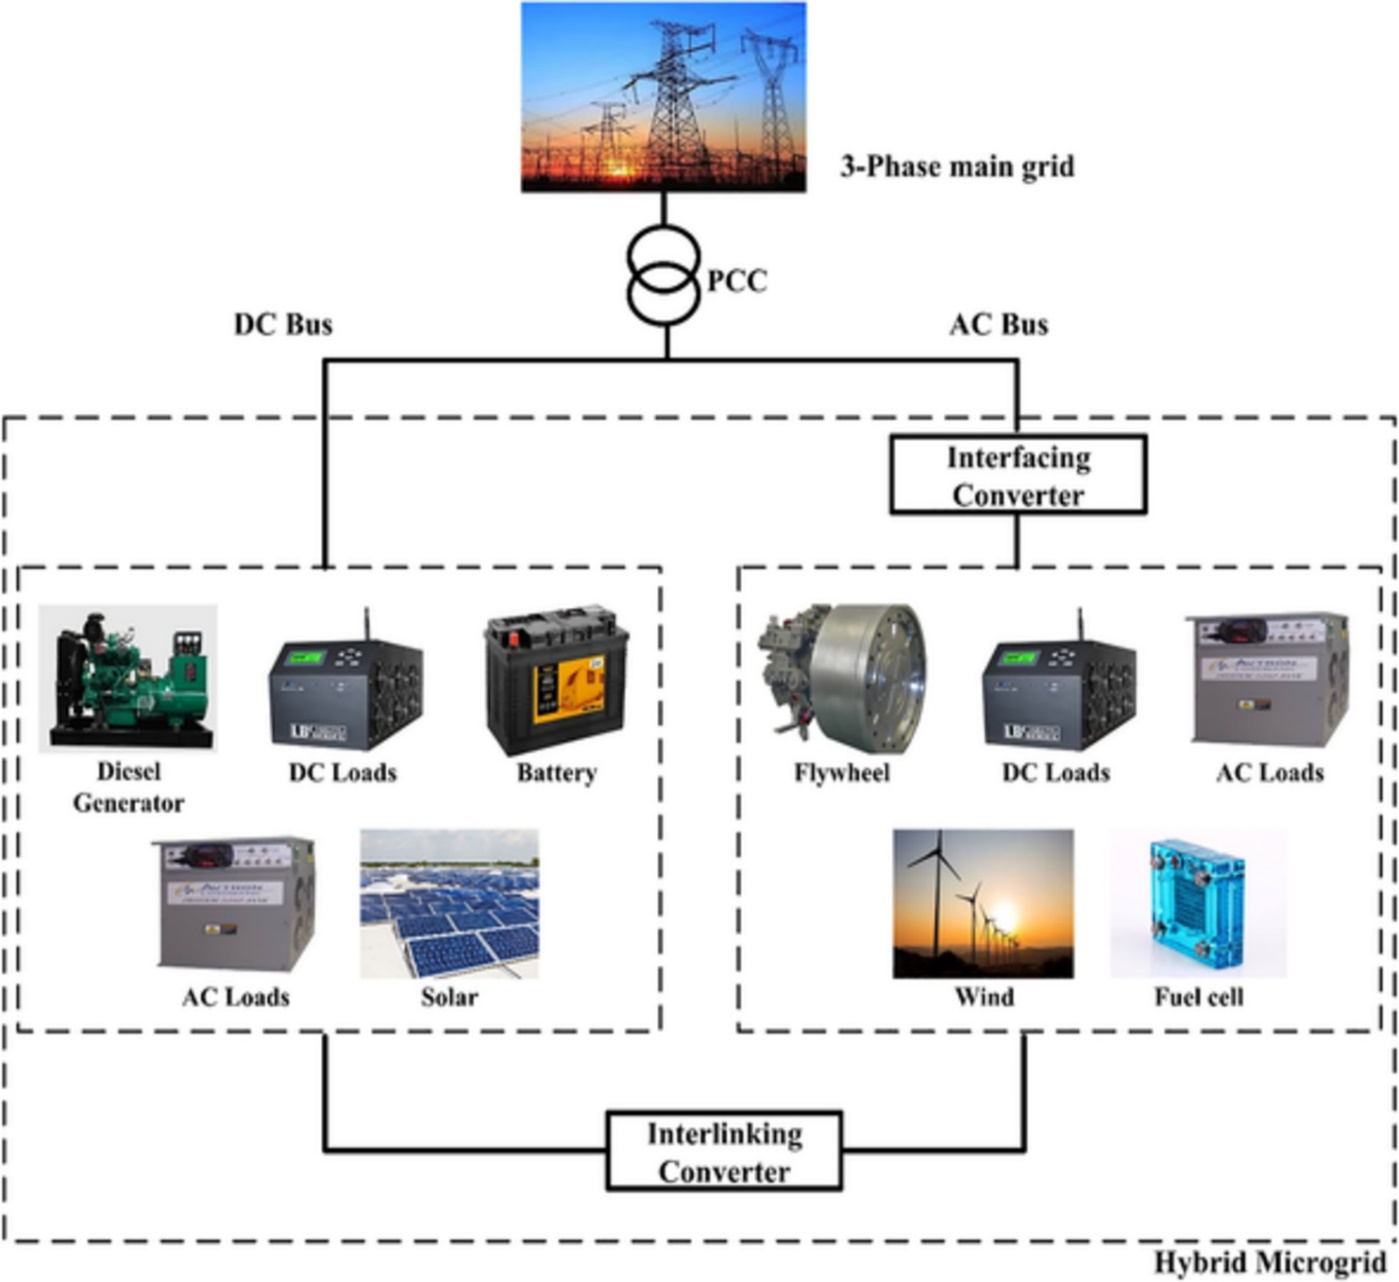 3-Phase main grid
PCC
DC Bus
AC Bus
Interfacing
Converter
Diesel
Generator
DC Loads
Battery
Flywheel
DC Loads
AC Loads
AC Loads
Solar
Wind
Fuel cell
Interlinking
Converter
Hybrid Microgrid